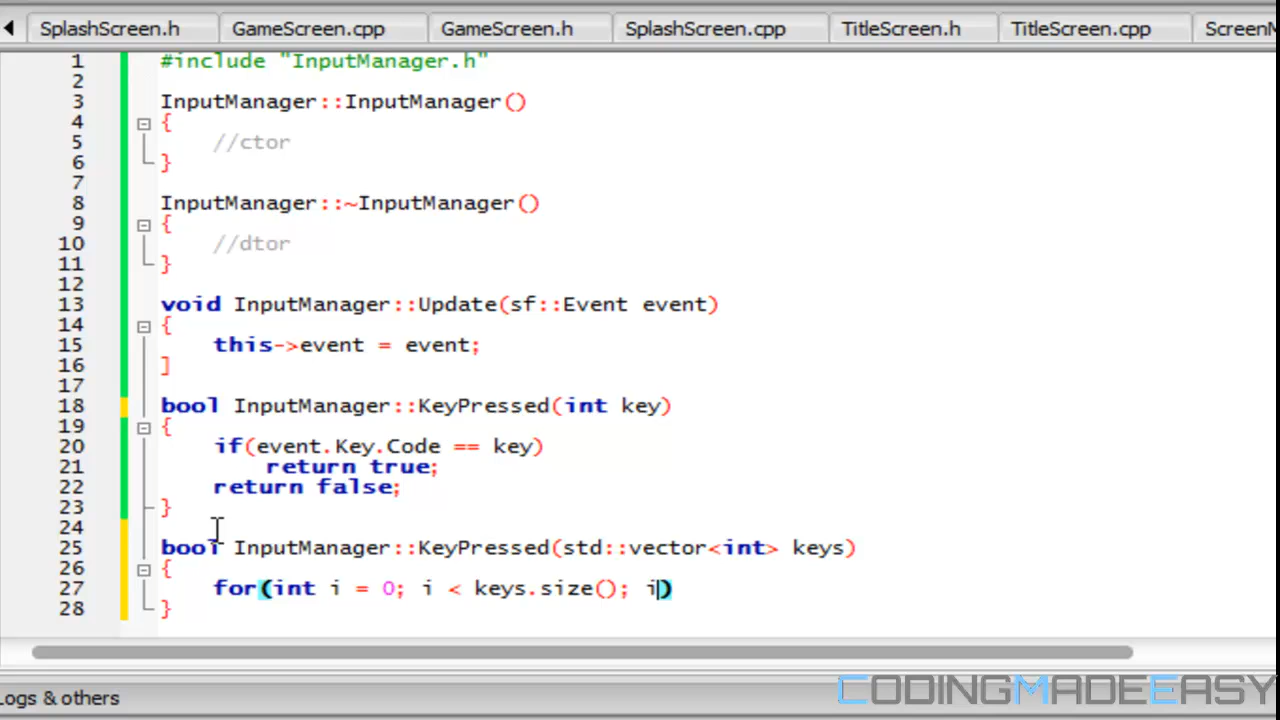 SplashScreen.h GameScreen.cpp GameScreen.h SplashScreen.cpp TitleScreen.h TitleScreen.cpp ScreenM
1 #include "InputManager.h"
2
3 InputManager::InputManager()
4 {
5 //ctor
6 }
7
8 InputManager::~InputManager()
9 {
10 //dtor
11 }
12
13 void InputManager::Update(sf::Event event)
14 {
15 this->event = event;
16 ]
17
18 bool InputManager::KeyPressed(int key)
19 {
20 if(event.Key.Code == key)
21 return true;
22 return false;
23 }
24
25 bool InputManager::KeyPressed(std::vector<int> keys)
26 {
27 for(int i = 0; i < keys.size(); i)
28 }
Logs & others
CODINGMADEEASY